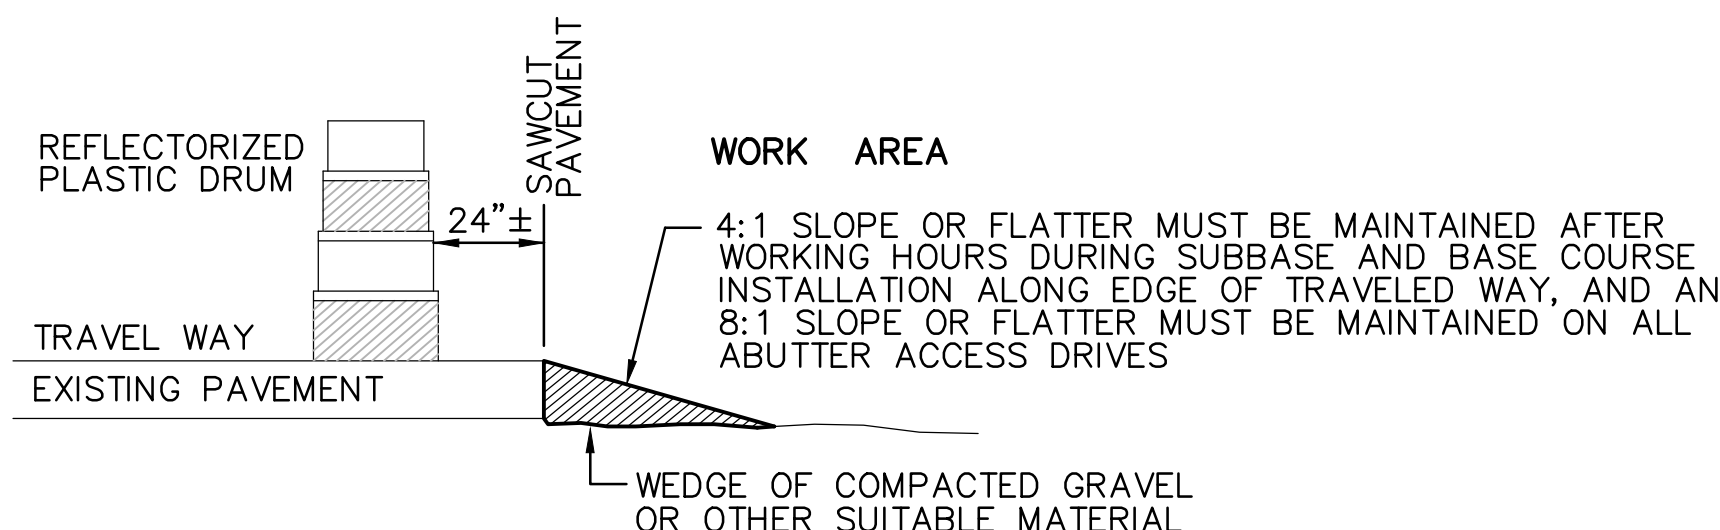 SAWCUT
PAVEMENT
REFLECTORIZED
PLASTIC DRUM
24"±
WORK AREA
4:1 SLOPE OR FLATTER MUST BE MAINTAINED AFTER
WORKING HOURS DURING SUBBASE AND BASE COURSE
INSTALLATION ALONG EDGE OF TRAVELED WAY, AND AN
8:1 SLOPE OR FLATTER MUST BE MAINTAINED ON ALL
ABUTTER ACCESS DRIVES
TRAVEL WAY
EXISTING PAVEMENT
WEDGE OF COMPACTED GRAVEL
OR OTHER SUITABLE MATERIAL